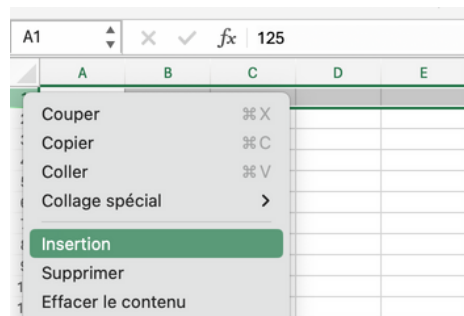 A1 fx 125
A B C D E
Couper ⌘X
Copier ⌘C
Coller ⌘V
Collage spécial >
Insertion
Supprimer
Effacer le contenu